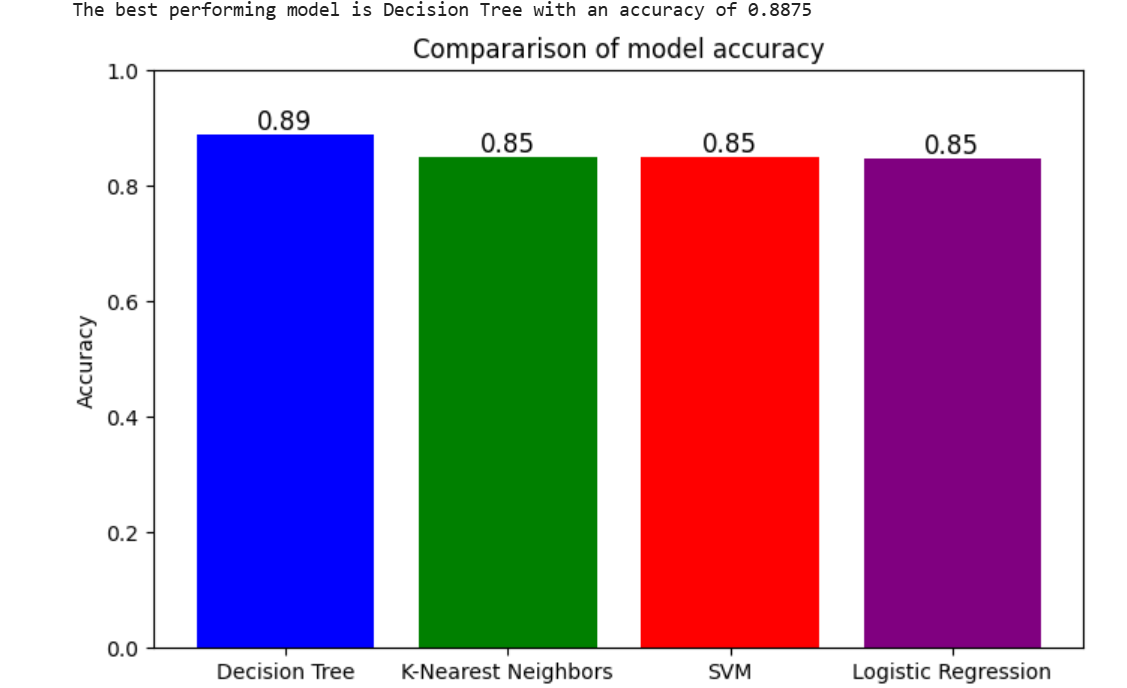 The best performing model is Decision Tree with an accuracy of 0.8875
Compararison of model accuracy
1.0
0.8
0.6
0.4
0.2
0.0
Accuracy
0.89
0.85
0.85
0.85
Decision Tree
K-Nearest Neighbors
SVM
Logistic Regression